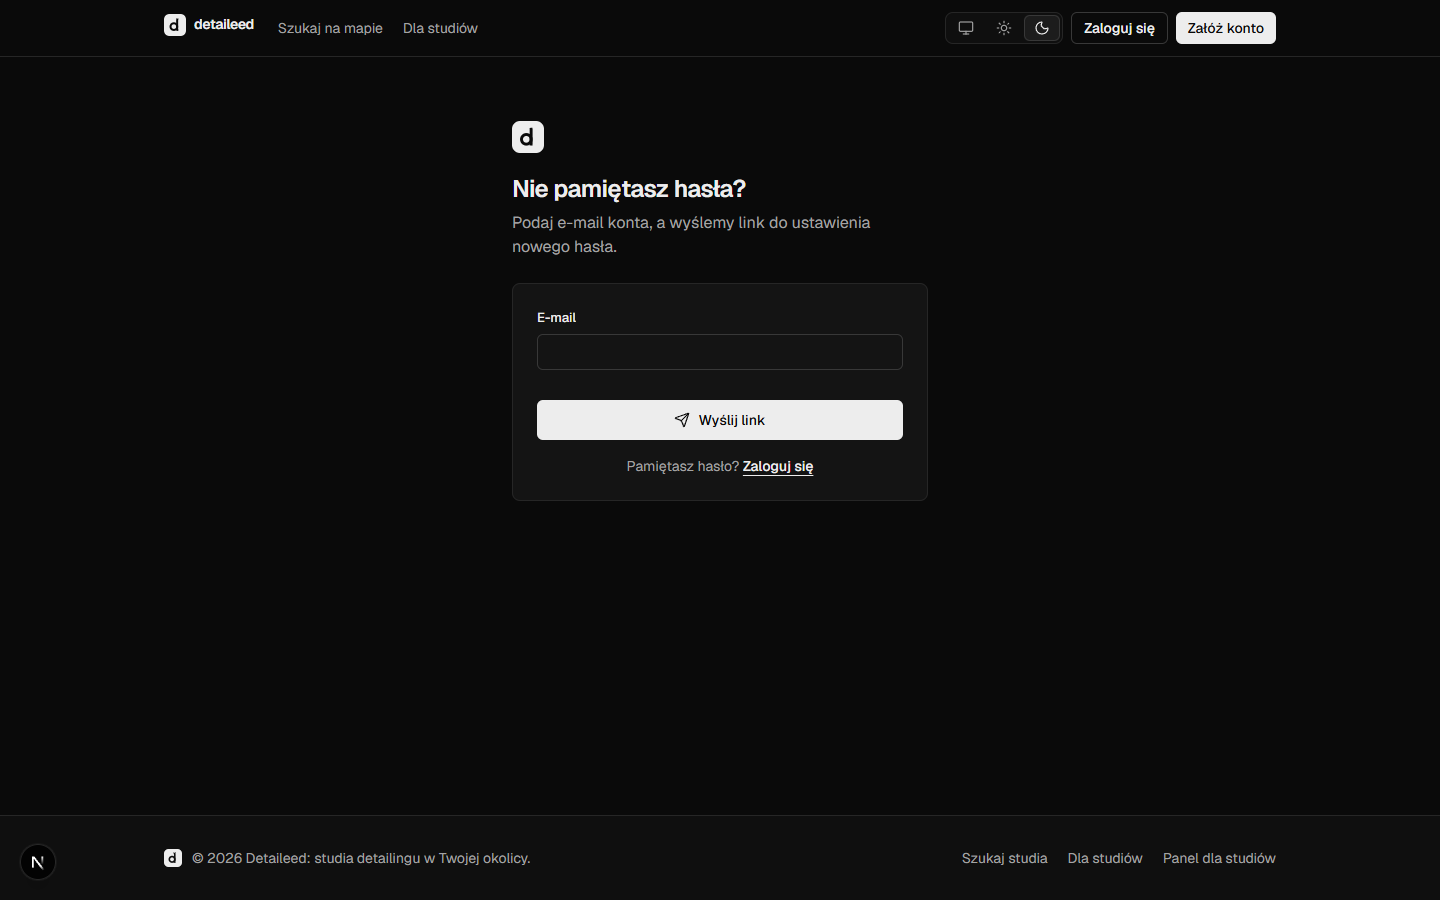 d detaileed
Szukaj na mapie
Dla studiów
Zaloguj się
Załóż konto
d
Nie pamiętasz hasła?
Podaj e-mail konta, a wyślemy link do ustawienia
nowego hasła.
E-mail
Wyślij link
Pamiętasz hasło? Zaloguj się
N
d © 2026 Detaileed: studia detailingu w Twojej okolicy.
Szukaj studia
Dla studiów
Panel dla studiów